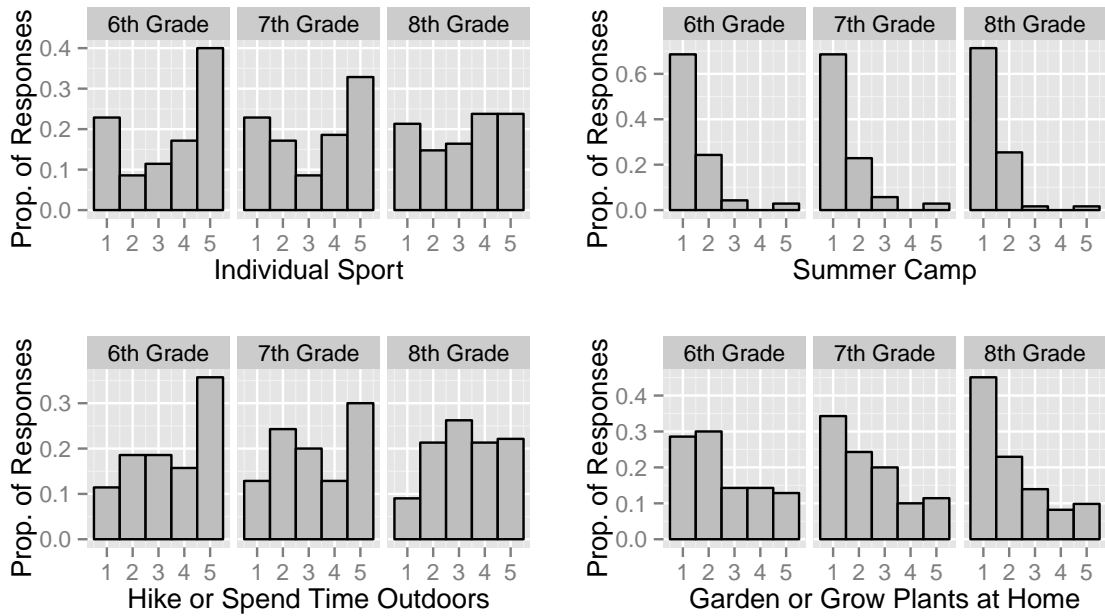 6th Grade 7th Grade 8th Grade
Prop. of Responses
0.4
0.3
0.2
0.1
0.0
1 2 3 4 5 1 2 3 4 5 1 2 3 4 5
Individual Sport
6th Grade 7th Grade 8th Grade
Prop. of Responses
0.6
0.4
0.2
0.0
1 2 3 4 5 1 2 3 4 5 1 2 3 4 5
Summer Camp
6th Grade 7th Grade 8th Grade
Prop. of Responses
0.3
0.2
0.1
0.0
1 2 3 4 5 1 2 3 4 5 1 2 3 4 5
Hike or Spend Time Outdoors
6th Grade 7th Grade 8th Grade
Prop. of Responses
0.4
0.3
0.2
0.1
0.0
1 2 3 4 5 1 2 3 4 5 1 2 3 4 5
Garden or Grow Plants at Home